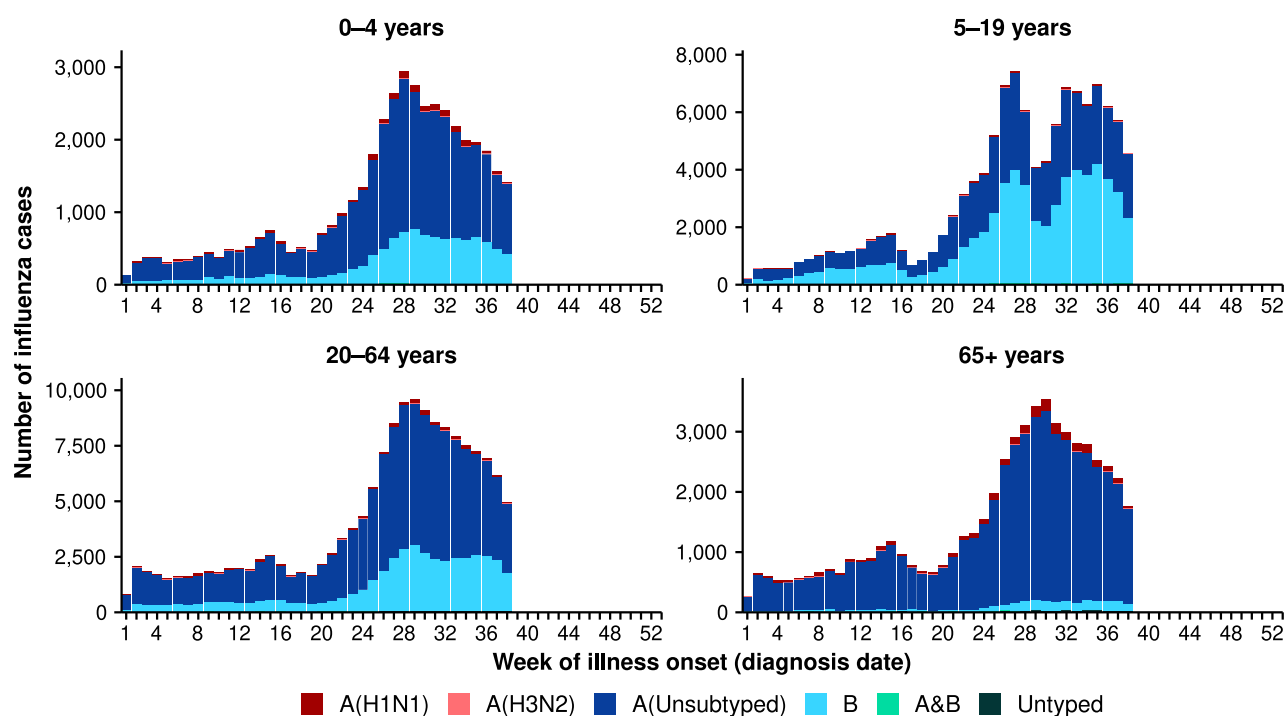 0–4 years
5–19 years
3,000
2,000
1,000
0
8,000
6,000
4,000
2,000
0
1 4 8 12 16 20 24 28 32 36 40 44 48 52
1 4 8 12 16 20 24 28 32 36 40 44 48 52
Number of influenza cases
20–64 years
65+ years
10,000
7,500
5,000
2,500
0
3,000
2,000
1,000
0
1 4 8 12 16 20 24 28 32 36 40 44 48 52
1 4 8 12 16 20 24 28 32 36 40 44 48 52
Week of illness onset (diagnosis date)
A(H1N1) A(H3N2) A(Unsubtyped) B A&B Untyped